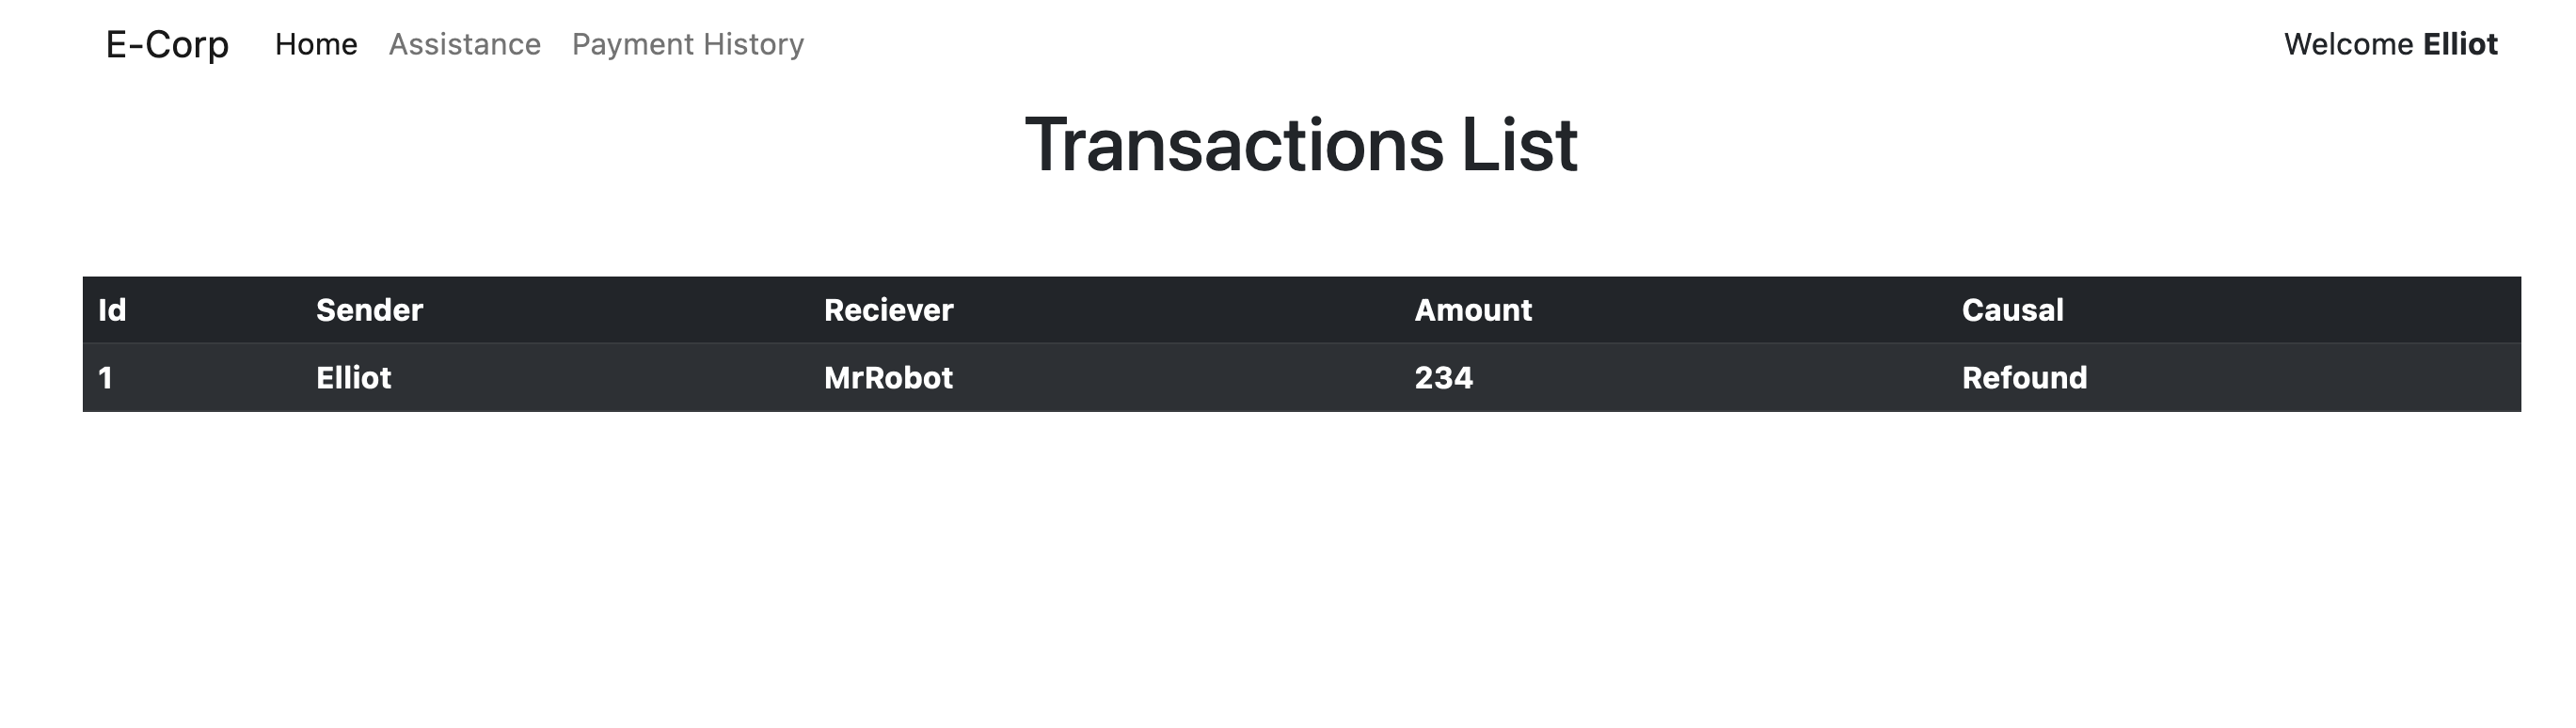 E-Corp Home Assistance Payment History Welcome Elliot
Transactions List
Id Sender Reciever Amount Causal
1 Elliot MrRobot 234 Refound